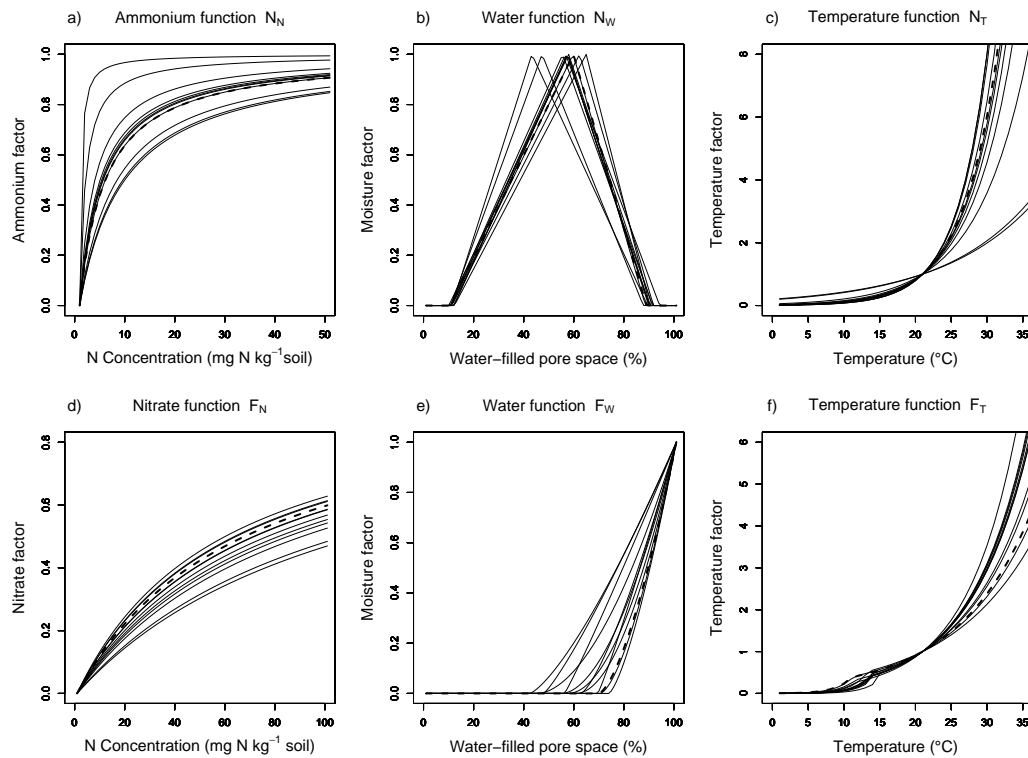 a) Ammonium function N_N
Ammonium factor
0.0 0.2 0.4 0.6 0.8 1.0
0 10 20 30 40 50
N Concentration (mg N kg⁻¹soil)
b) Water function N_W
Moisture factor
0.0 0.2 0.4 0.6 0.8 1.0
0 20 40 60 80 100
Water−filled pore space (%)
c) Temperature function N_T
Temperature factor
0 2 4 6 8
0 5 10 15 20 25 30 35
Temperature (°C)
d) Nitrate function F_N
Nitrate factor
0.0 0.2 0.4 0.6 0.8
0 20 40 60 80 100
N Concentration (mg N kg⁻¹soil)
e) Water function F_W
Moisture factor
0.0 0.2 0.4 0.6 0.8 1.0
0 20 40 60 80 100
Water−filled pore space (%)
f) Temperature function F_T
Temperature factor
0 1 2 3 4 5 6
0 5 10 15 20 25 30 35
Temperature (°C)